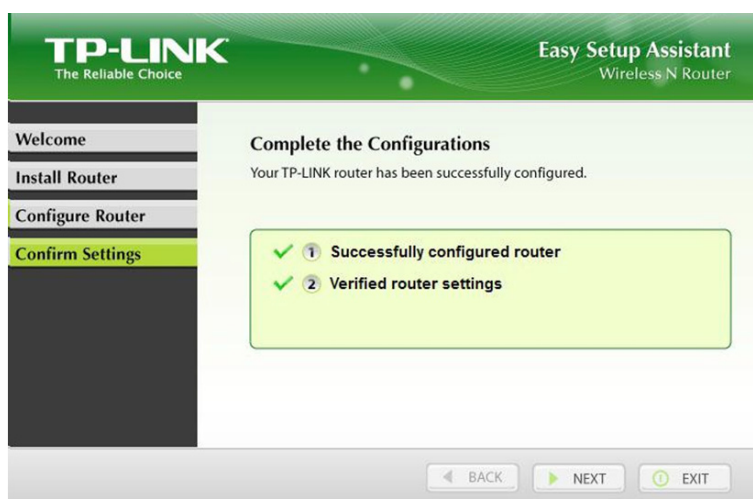 TP-LINK
The Reliable Choice
Easy Setup Assistant
Wireless N Router
Welcome
Install Router
Configure Router
Confirm Settings
Complete the Configurations
Your TP-LINK router has been successfully configured.
1 Successfully configured router
2 Verified router settings
BACK
NEXT
EXIT